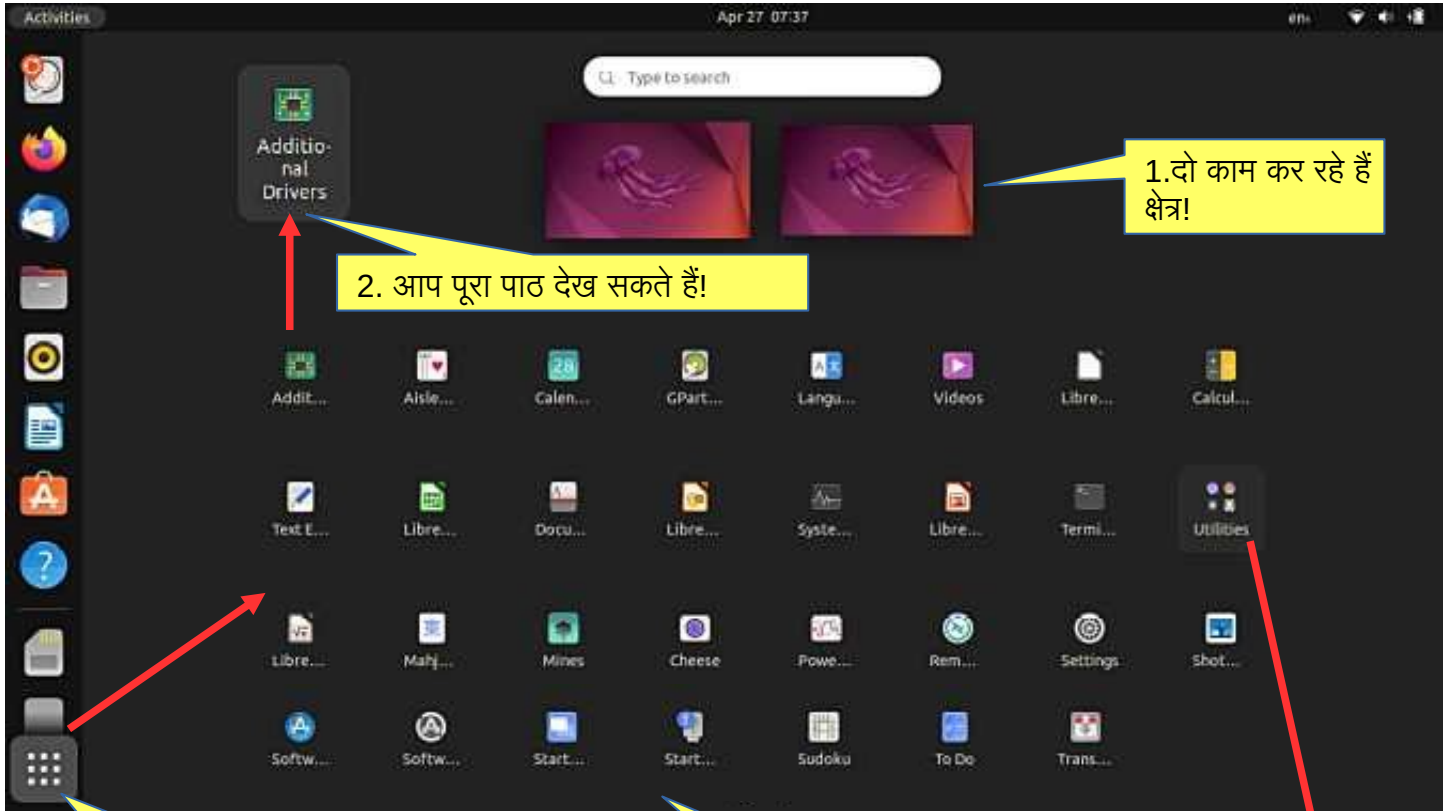 Activities
Apr 27 07:37
en₁
Type to search
Additio-
nal
Drivers
1.दो काम कर रहे हैं
क्षेत्र!
2. आप पूरा पाठ देख सकते हैं!
Addit... Aisle... Calen... GPart... Langu... Videos Libre... Calcul...
Text E... Libre... Docu... Libre... Syste... Libre... Termi... Utilities
Libre... Mahj... Mines Cheese Powe... Rem... Settings Shot...
Softw... Softw... Start... Start... Sudoku To Do Trans...